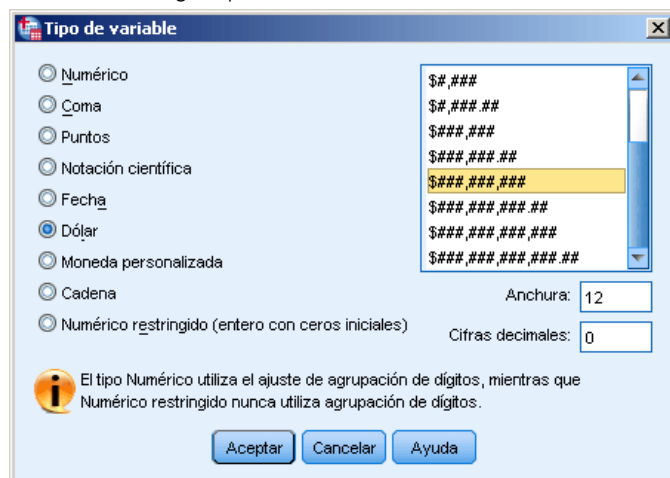 Tipo de variable
Numérico
Coma
Puntos
Notación científica
Fecha
Dólar
Moneda personalizada
Cadena
Numérico restringido (entero con ceros iniciales)
$#,###
$#,###.##
$###,###
$###,###.##
$###,###,###
$###,###,###.##
$###,###,###,###
$###,###,###,###.##
Anchura: 12
Cifras decimales: 0
El tipo Numérico utiliza el ajuste de agrupación de dígitos, mientras que
Numérico restringido nunca utiliza agrupación de dígitos.
Aceptar Cancelar Ayuda